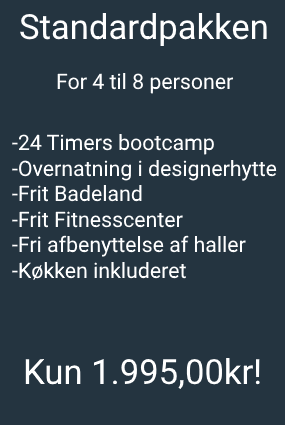 Standardpakken
For 4 til 8 personer
-24 Timers bootcamp
-Overnatning i designerhytte
-Frit Badeland
-Frit Fitnesscenter
-Fri afbenyttelse af haller
-Køkken inkluderet
Kun 1.995,00kr!